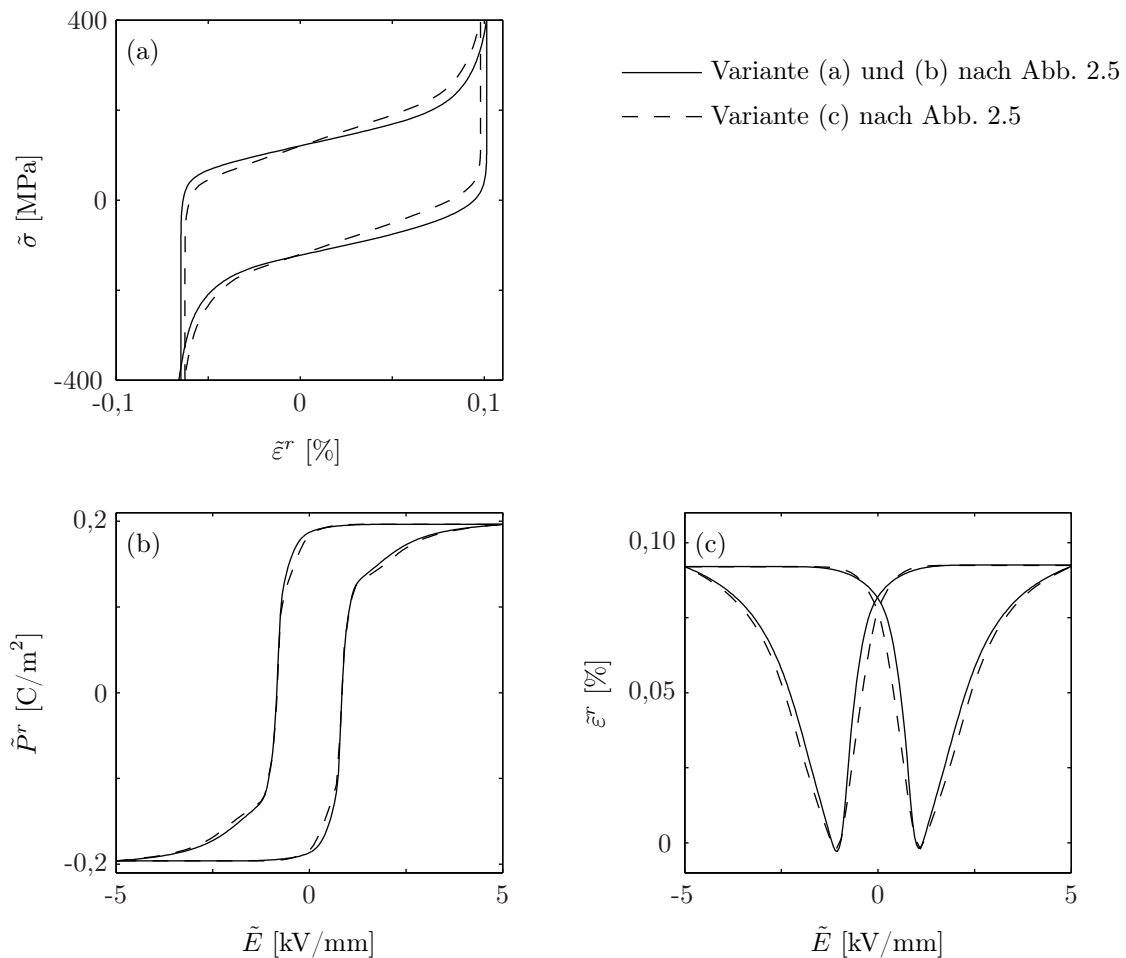 400
(a)
0
-400
σ̃ [MPa]
-0,1
0
0,1
ε̃ʳ [%]
Variante (a) und (b) nach Abb. 2.5
Variante (c) nach Abb. 2.5
0,2
(b)
0
-0,2
P̃ʳ [C/m²]
-5
0
5
Ẽ [kV/mm]
0,10
(c)
0,05
0
ε̃ʳ [%]
-5
0
5
Ẽ [kV/mm]